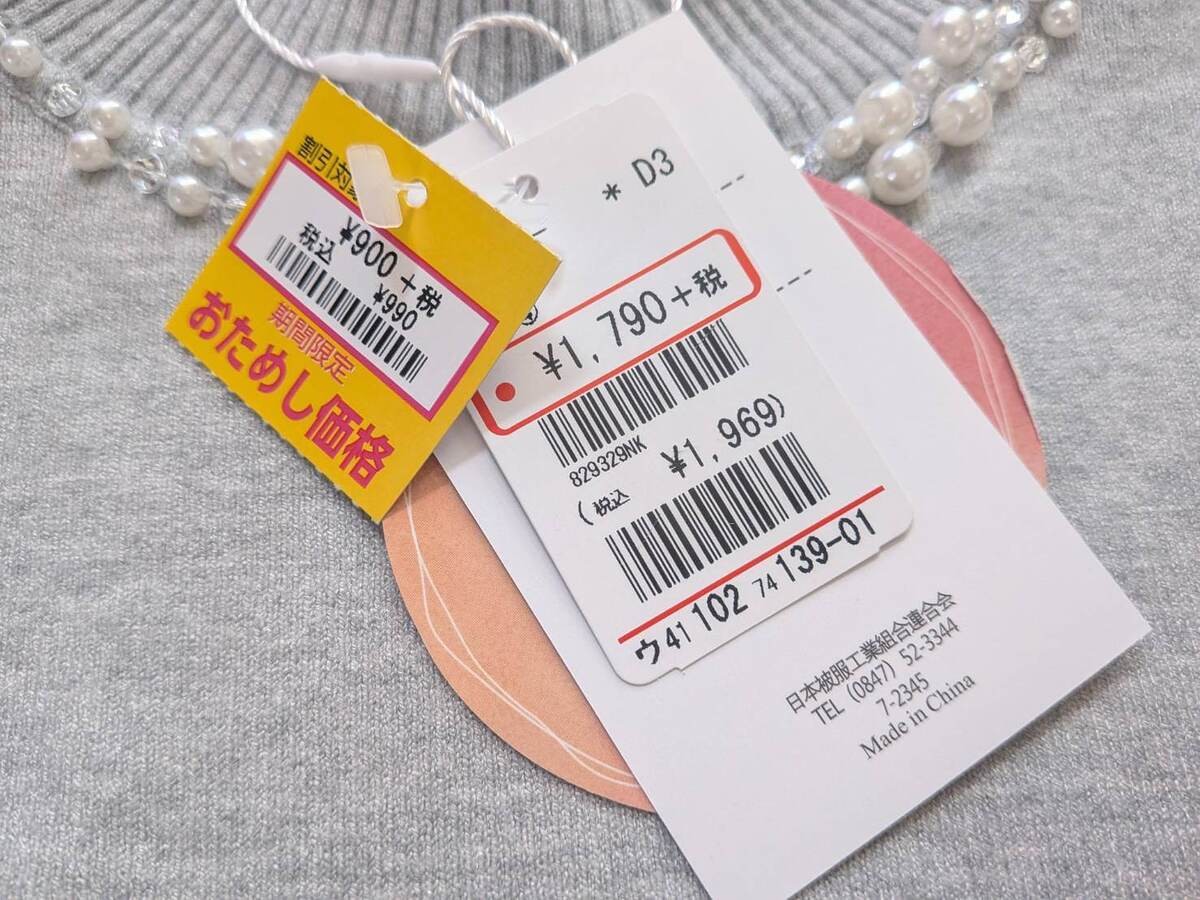 割引対象
¥900+税
税込 ¥990
期間限定
おためし価格
* D3
¥1,790+税
829329NK
(税込 ¥1,969)
ウ41 102 74 139-01
日本被服工業組合連合会
TEL (0847) 52-3344
7-2345
Made in China